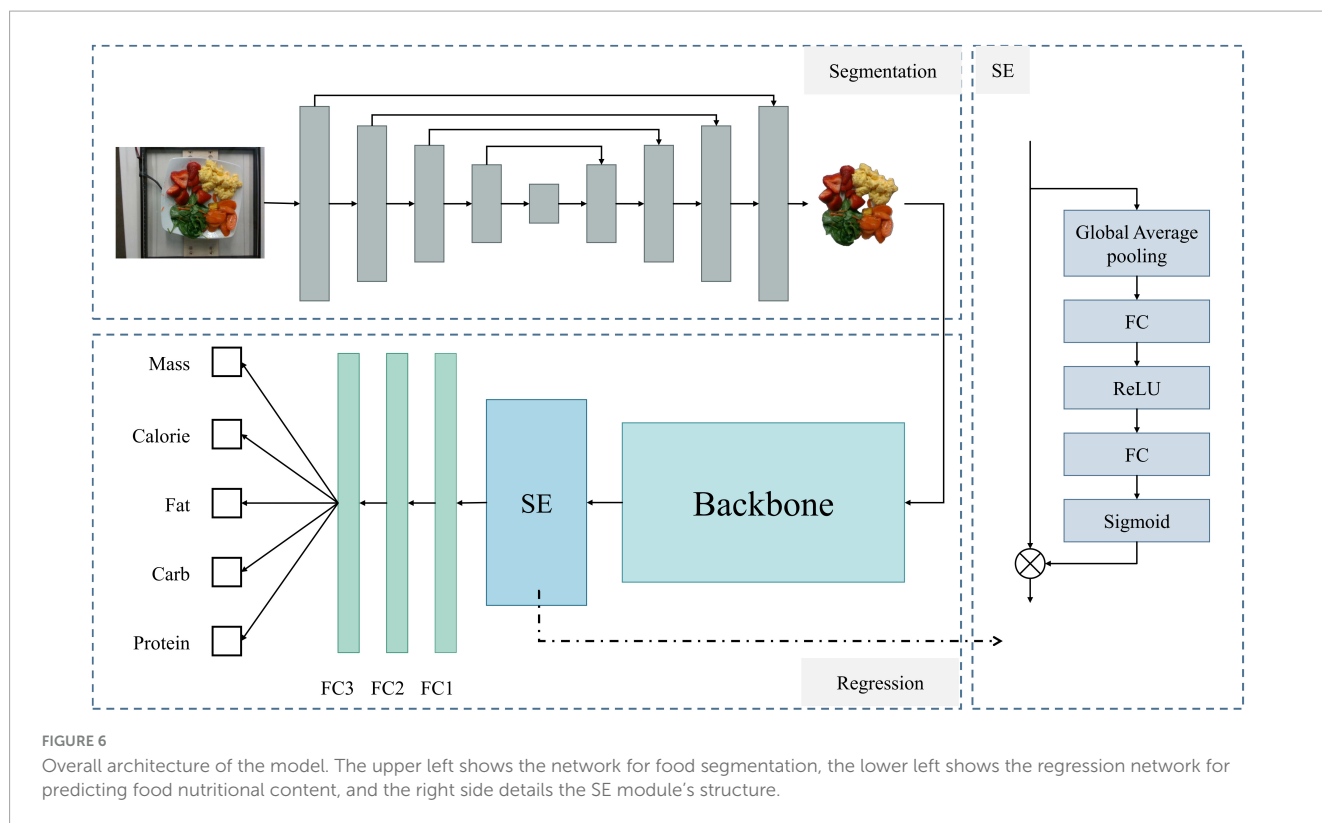 Segmentation
SE
Global Average
pooling
FC
ReLU
FC
Sigmoid
Mass
Calorie
Fat
Carb
Protein
SE
Backbone
FC3 FC2 FC1
Regression
FIGURE 6
Overall architecture of the model. The upper left shows the network for food segmentation, the lower left shows the regression network for
predicting food nutritional content, and the right side details the SE module’s structure.